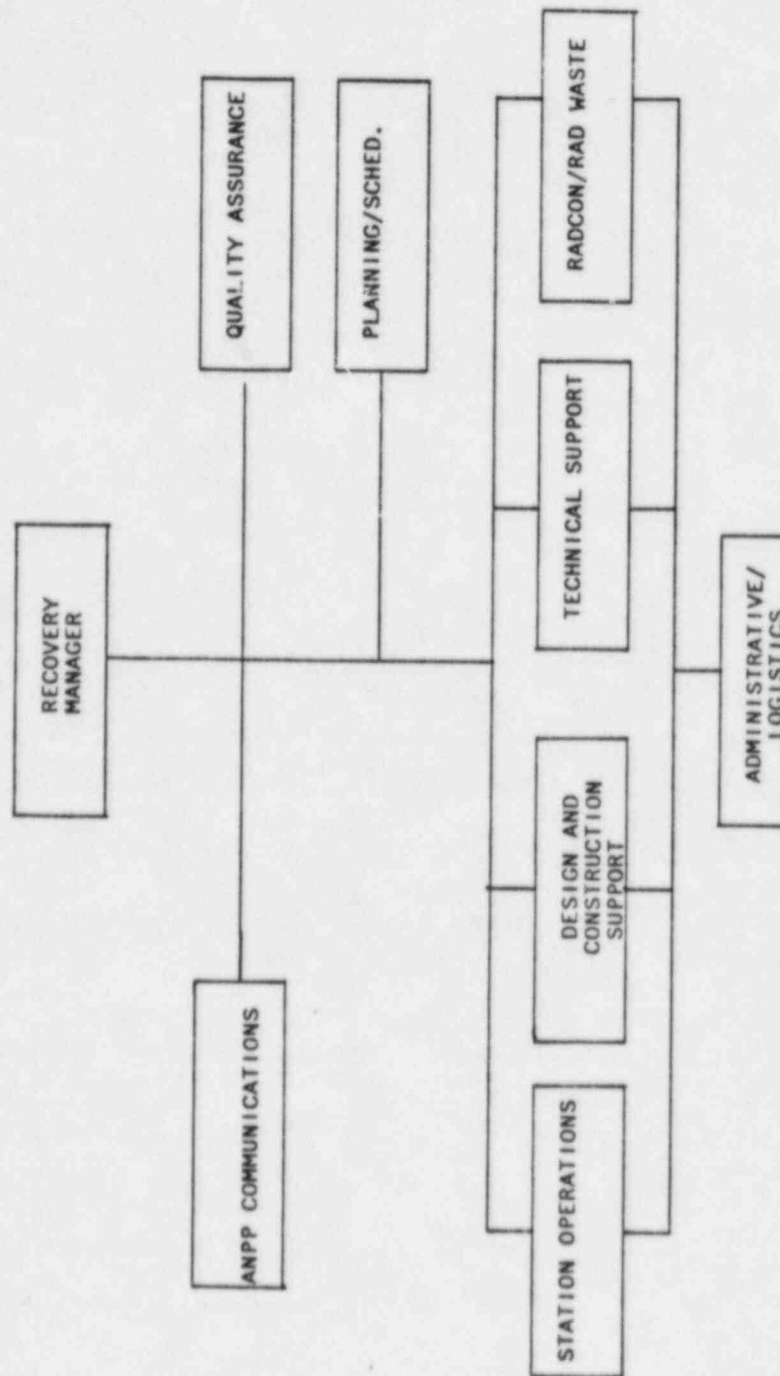 RECOVERY
MANAGER
ANPP COMMUNICATIONS
QUALITY ASSURANCE
PLANNING/SCHED.
STATION OPERATIONS
DESIGN AND
CONSTRUCTION
SUPPORT
TECHNICAL SUPPORT
RADCON/RAD WASTE
ADMINISTRATIVE/
LOGISTICS